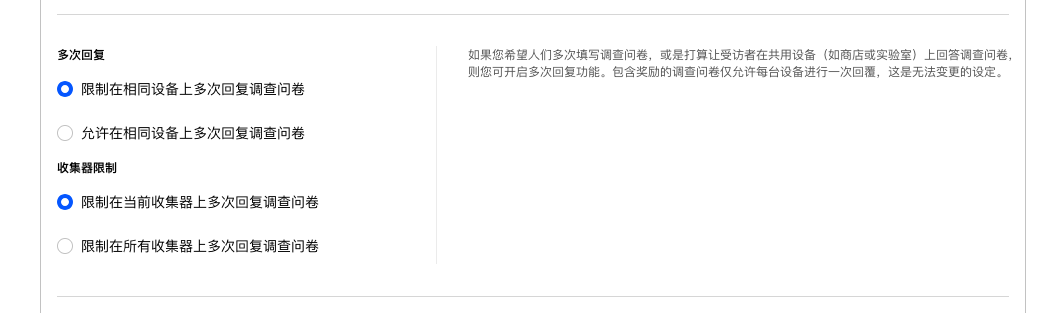 多次回复
限制在相同设备上多次回复调查问卷
允许在相同设备上多次回复调查问卷
收集器限制
限制在当前收集器上多次回复调查问卷
限制在所有收集器上多次回复调查问卷
如果您希望人们多次填写调查问卷，或是打算让受访者在共用设备（如商店或实验室）上回答调查问卷，
则您可开启多次回复功能。包含奖励的调查问卷仅允许每台设备进行一次回覆，这是无法变更的设定。